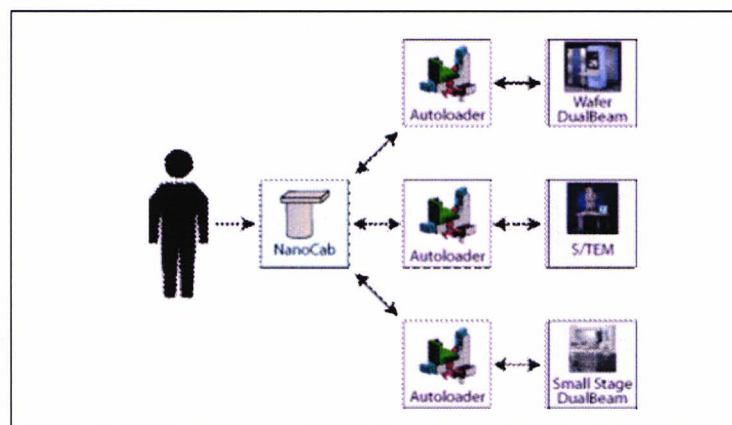 Autoloader
Wafer
DualBeam
NanoCab
Autoloader
S/TEM
Autoloader
Small Stage
DualBeam